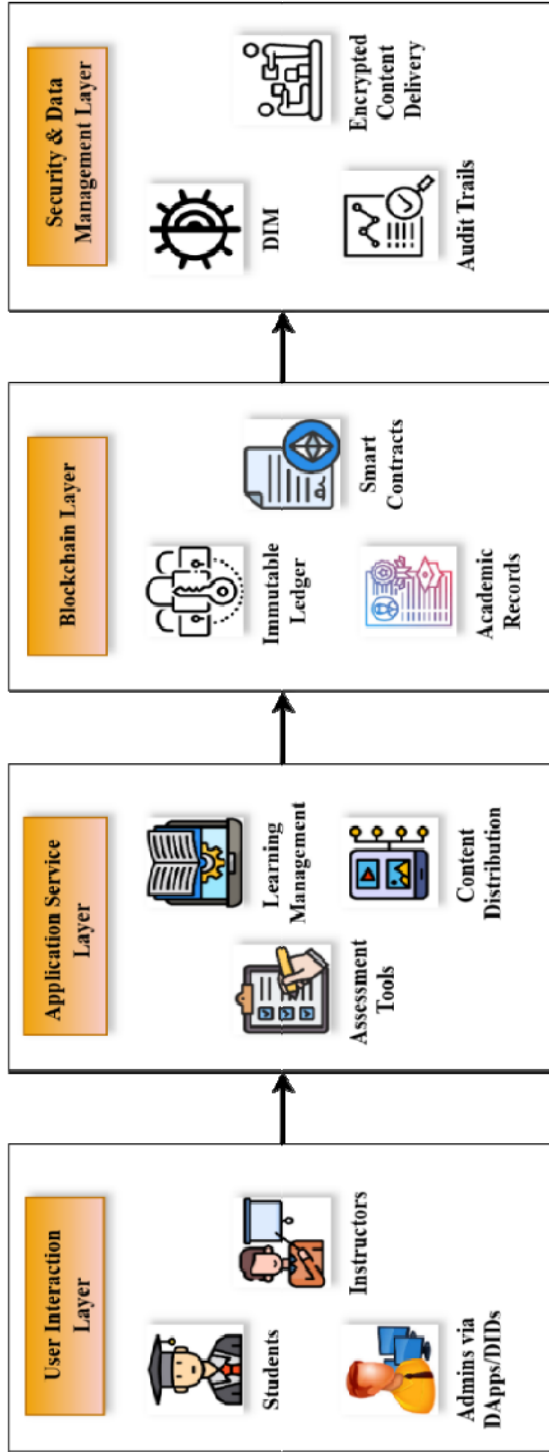 User Interaction
Layer
Students
Instructors
Admins via
DApps/DIDs
Application Service
Layer
Assessment
Tools
Learning
Management
Content
Distribution
Blockchain Layer
Immutable
Ledger
Smart
Contracts
Academic
Records
Security & Data
Management Layer
DIM
Encrypted
Content
Delivery
Audit Trails